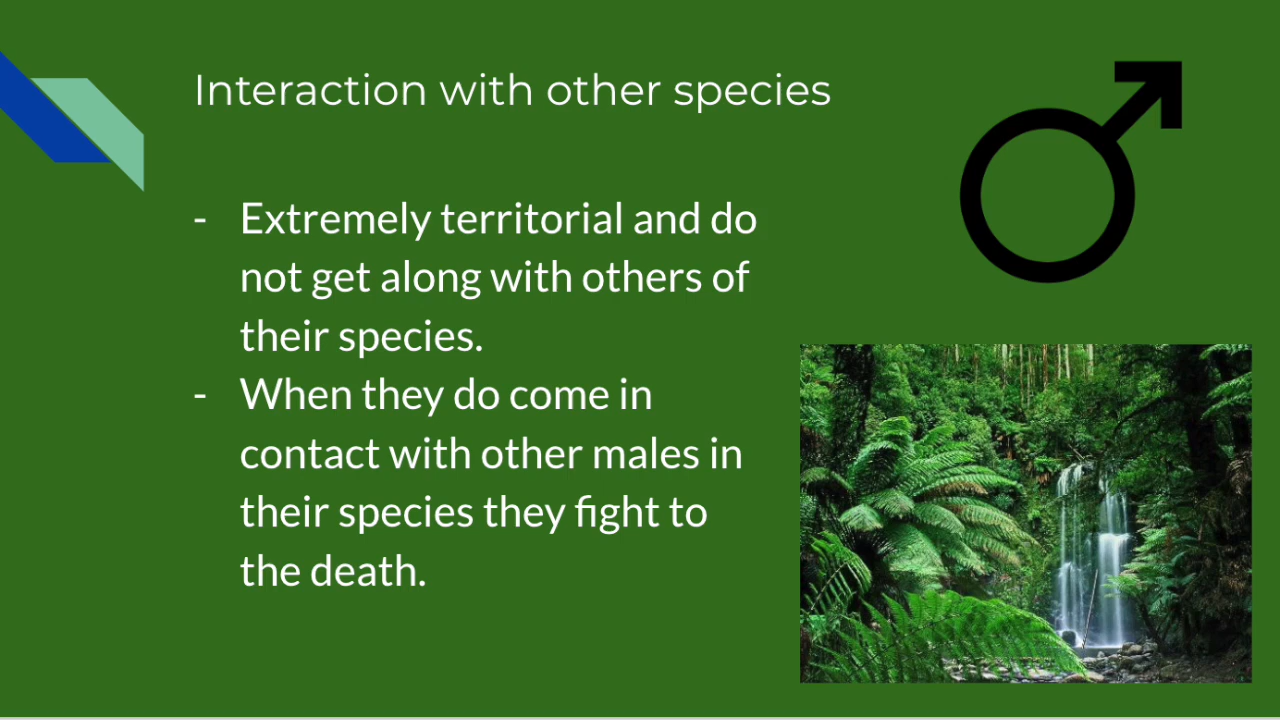 Interaction with other species
- Extremely territorial and do
not get along with others of
their species.
- When they do come in
contact with other males in
their species they fight to
the death.